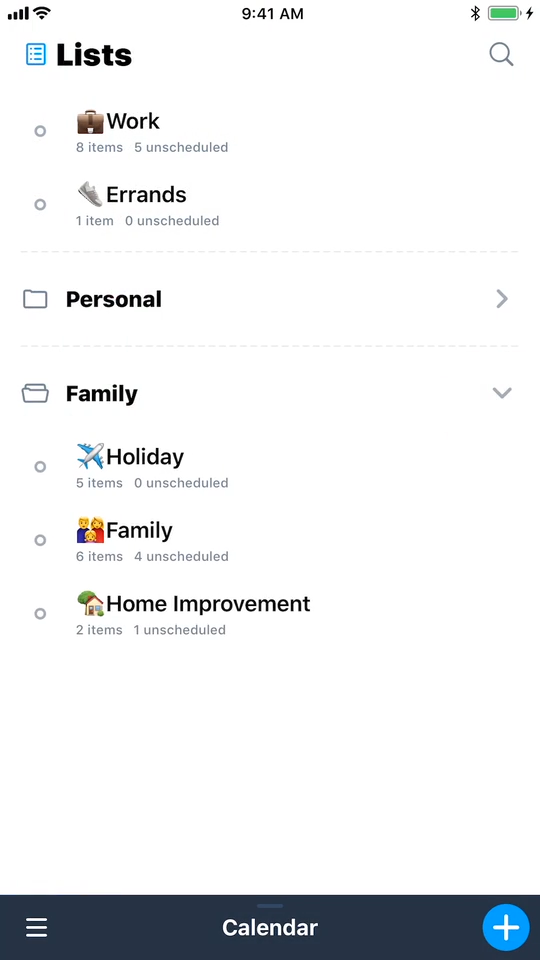 9:41 AM
Lists
Work
8 items 5 unscheduled
Errands
1 item 0 unscheduled
Personal
Family
Holiday
5 items 0 unscheduled
Family
6 items 4 unscheduled
Home Improvement
2 items 1 unscheduled
Calendar